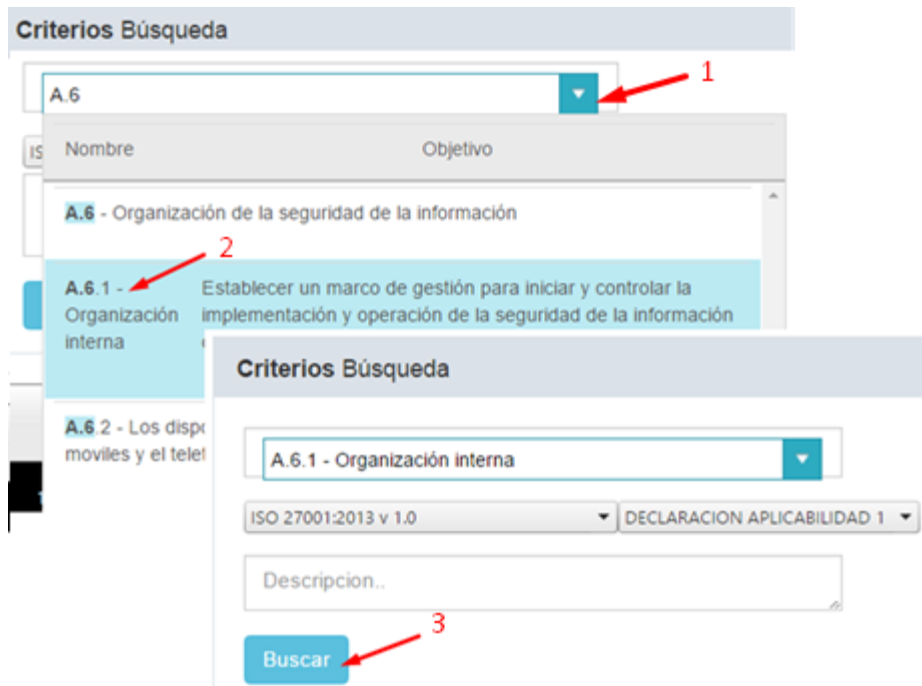 Criterios Búsqueda
A.6
1
IS
Nombre Objetivo
A.6 - Organización de la seguridad de la información
2
A.6.1 - Establecer un marco de gestión para iniciar y controlar la
Organización implementación y operación de la seguridad de la información
interna
A.6.2 - Los
moviles y el
Criterios Búsqueda
A.6.1 - Organización interna
ISO 27001:2013 v 1.0 DECLARACION APLICABILIDAD 1
Descripcion..
3
Buscar